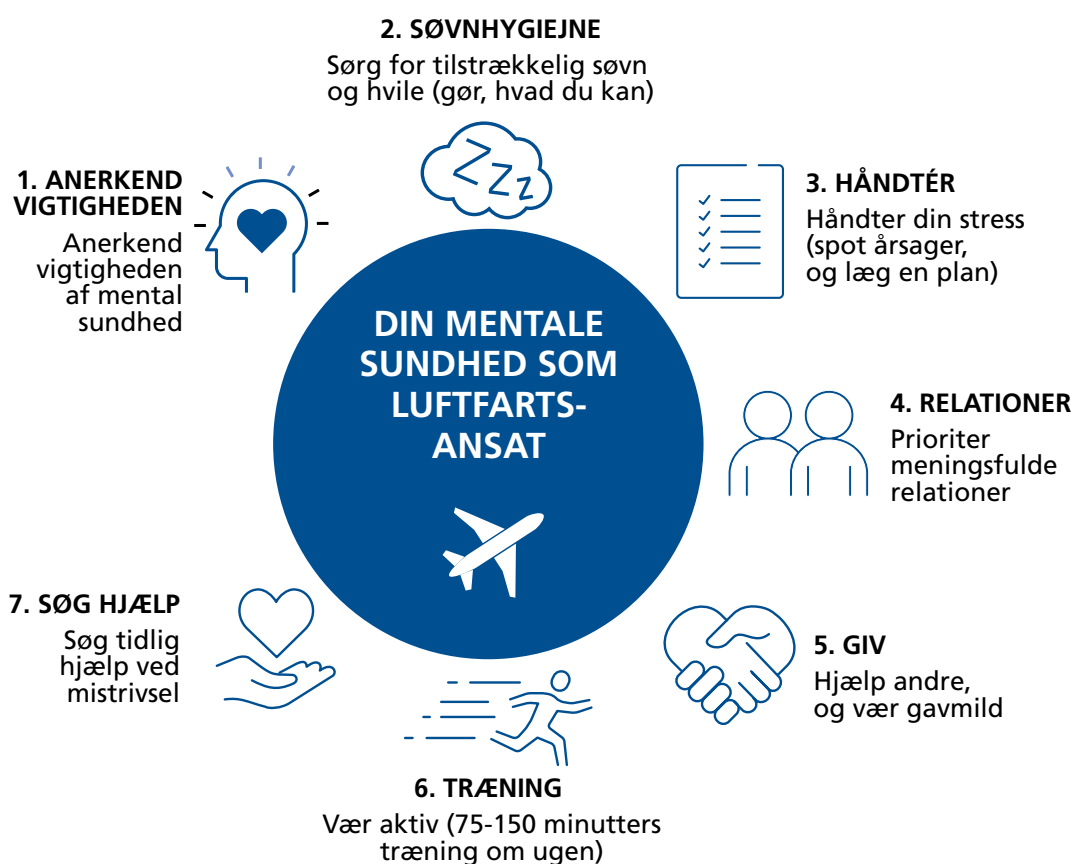 2. SØVNHYGIEJNE
Sørg for tilstrækkelig søvn
og hvile (gør, hvad du kan)
1. ANERKEND
VIGTIGHEDEN
Anerkend
vigtigheden
af mental
sundhed
ZZZ
3. HÅNDTÉR
Håndter din stress
(spot årsager,
og læg en plan)
DIN MENTALE
SUNDHED SOM
LUFTFARTS-
ANSAT
4. RELATIONER
Prioriter
meningsfulde
relationer
5. GIV
Hjælp andre,
og vær gavmild
6. TRÆNING
Vær aktiv (75-150 minutters
træning om ugen)
7. SØG HJÆLP
Søg tidlig
hjælp ved
mistrivsel